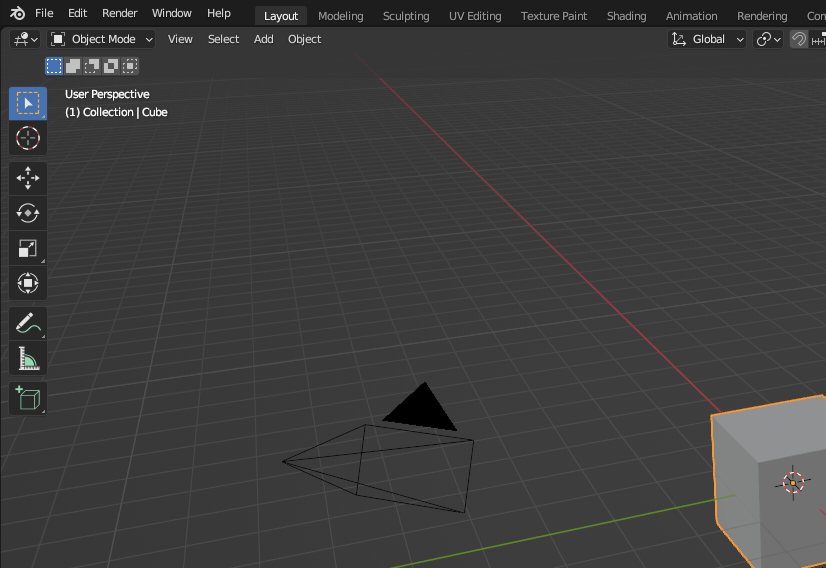 File Edit Render Window Help Layout Modeling Sculpting UV Editing Texture Paint Shading Animation Rendering
Object Mode View Select Add Object Global
User Perspective
(1) Collection | Cube